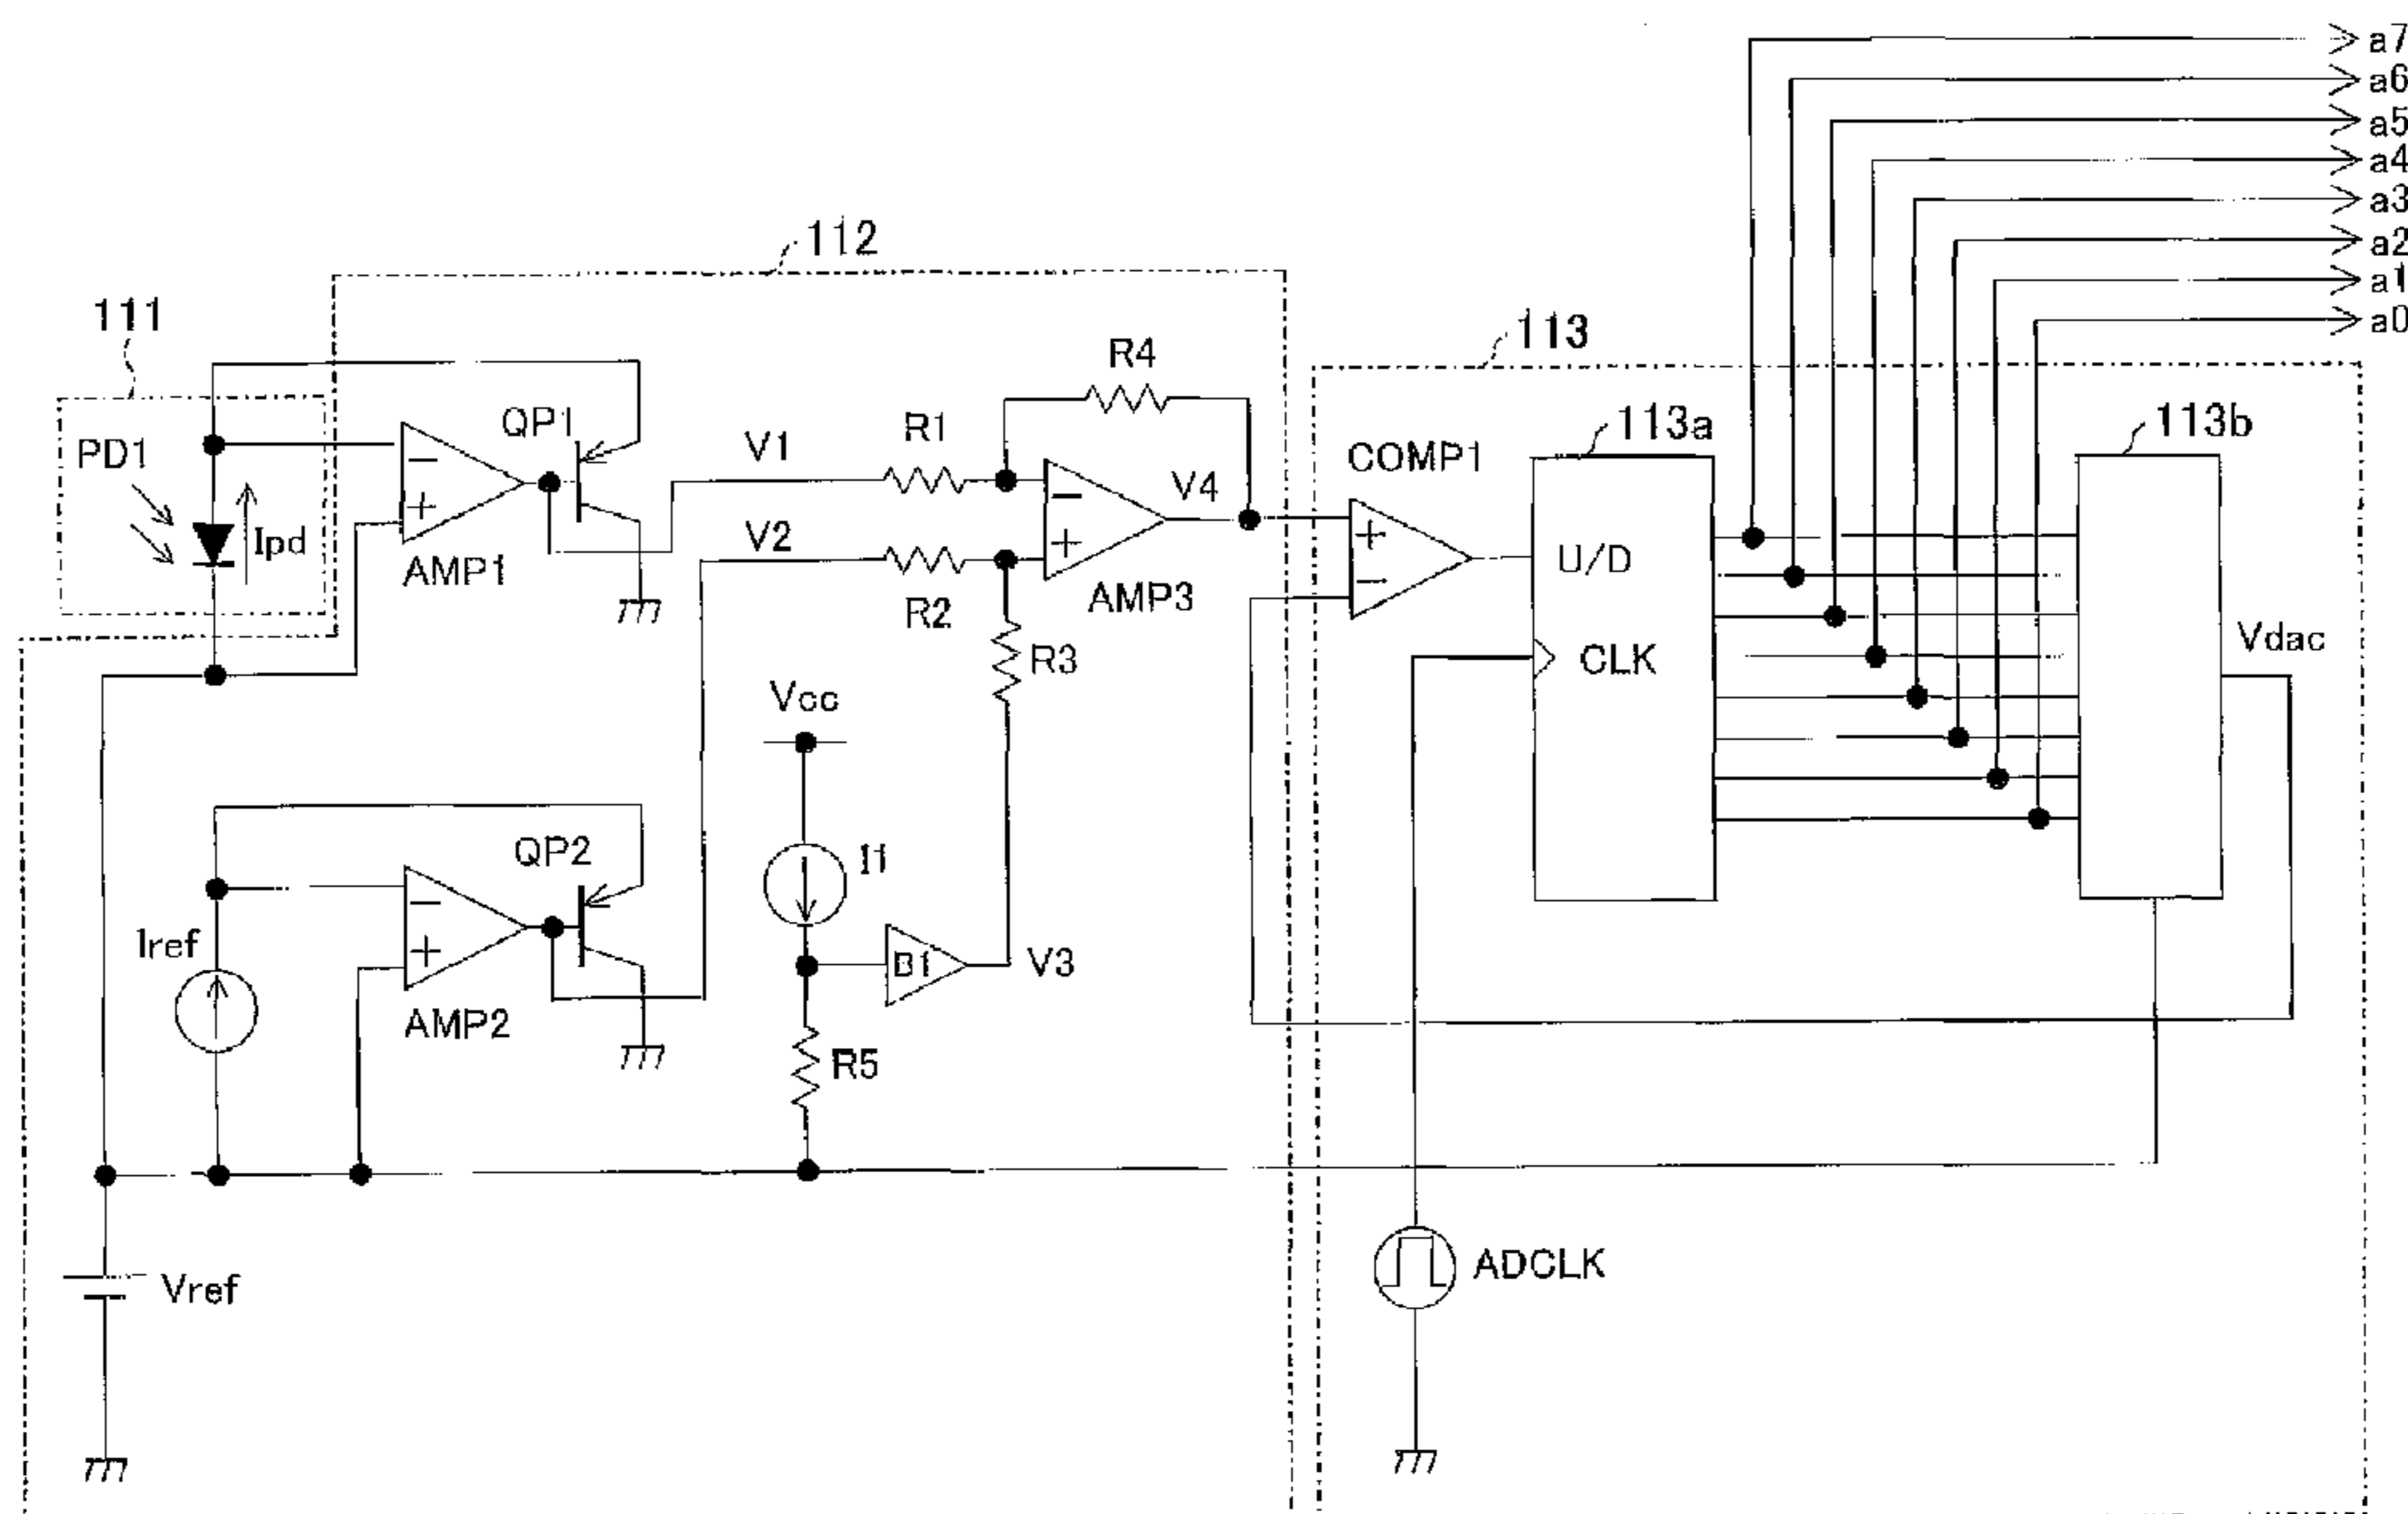 a7
a6
a5
a4
a3
a2
a1
a0
112
111
113
R4
113a
113b
QP1
R1
V1
COMP1
PD1
V4
V2
Ipd
U/D
AMP1
R2
AMP3
Vdac
R3
CLK
Vcc
QP2
I1
Iref
B1
V3
AMP2
R5
ADCLK
Vref